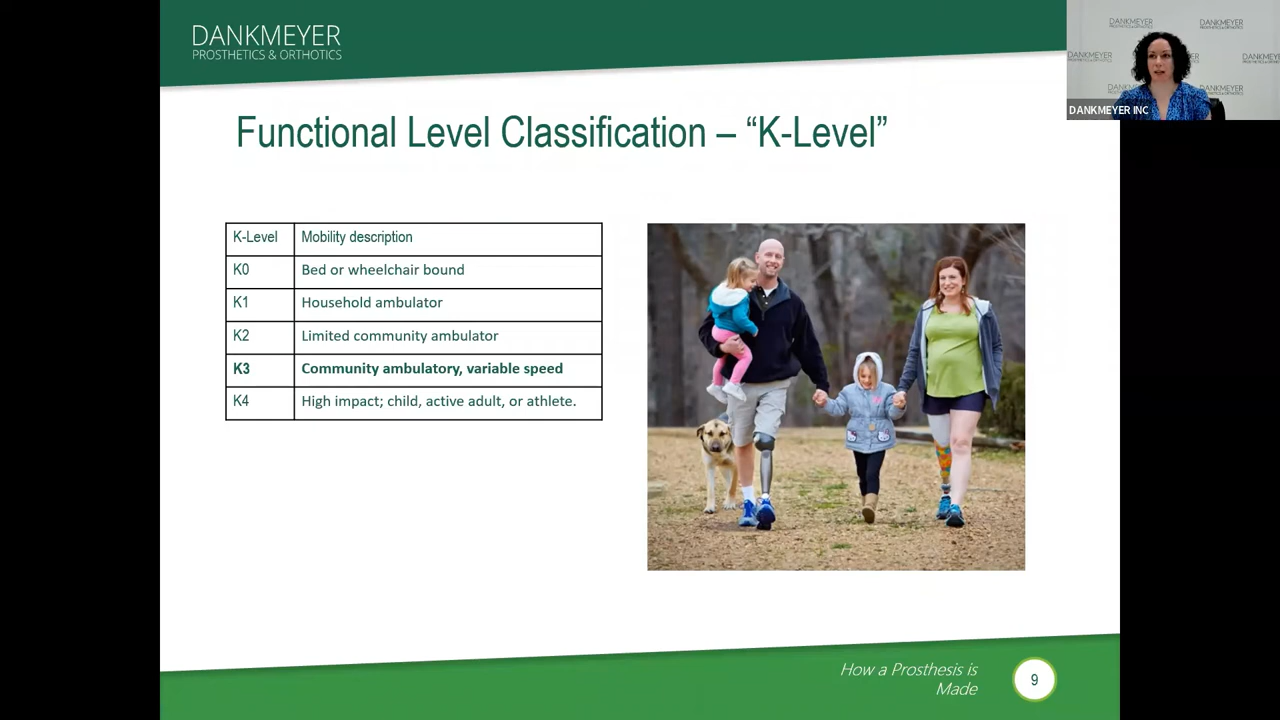 DANKMEYER
PROSTHETICS & ORTHOTICS
DANKMEYER
DANKMEYER
DANKMEYER INC
Functional Level Classification – “K-Level”
K-Level Mobility description
K0 Bed or wheelchair bound
K1 Household ambulator
K2 Limited community ambulator
K3 Community ambulatory, variable speed
K4 High impact; child, active adult, or athlete.
How a Prosthesis is
Made
9